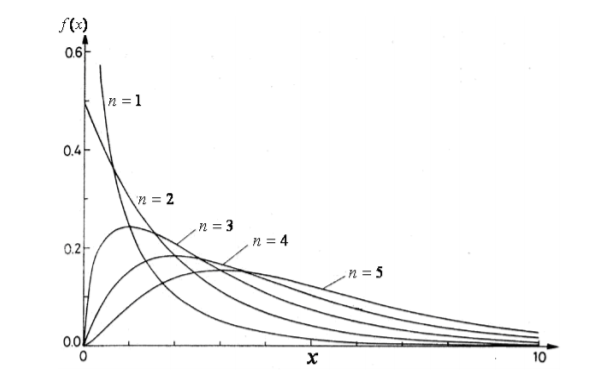 f(x)
0.6
n = 1
0.4
n = 2
n = 3
0.2
n = 4
n = 5
0.0
0
x
10